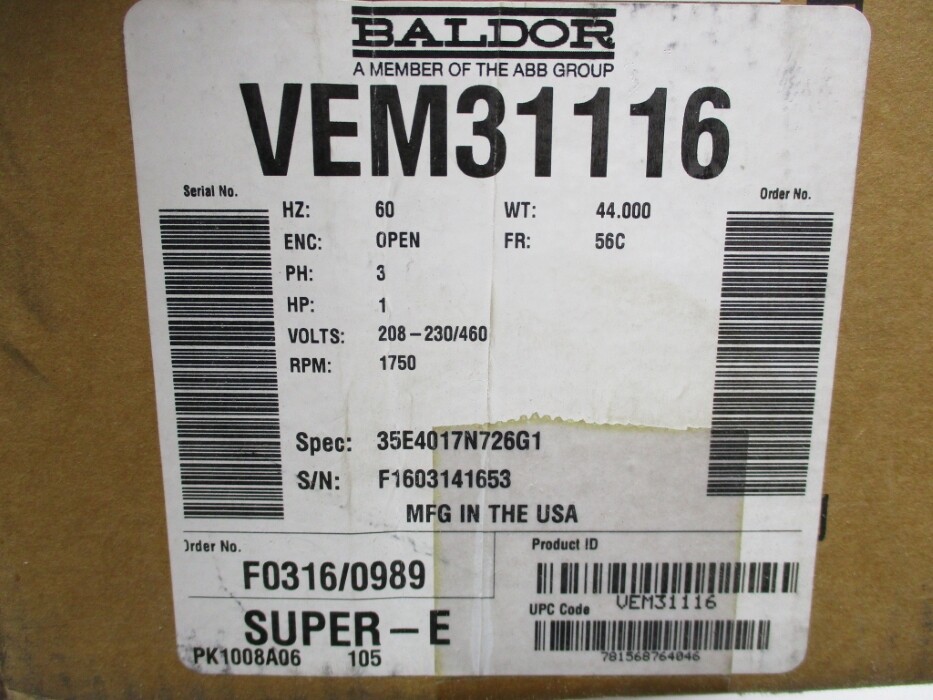 BALDOR
A MEMBER OF THE ABB GROUP
VEM31116
Serial No.
Order No.
HZ: 60 WT: 44.000
ENC: OPEN FR: 56C
PH: 3
HP: 1
VOLTS: 208-230/460
RPM: 1750
Spec: 35E4017N726G1
S/N: F1603141653
MFG IN THE USA
Order No.
F0316/0989
Product ID
VEM31116
SUPER-E
UPC Code
781568764046
PK1008A06 105